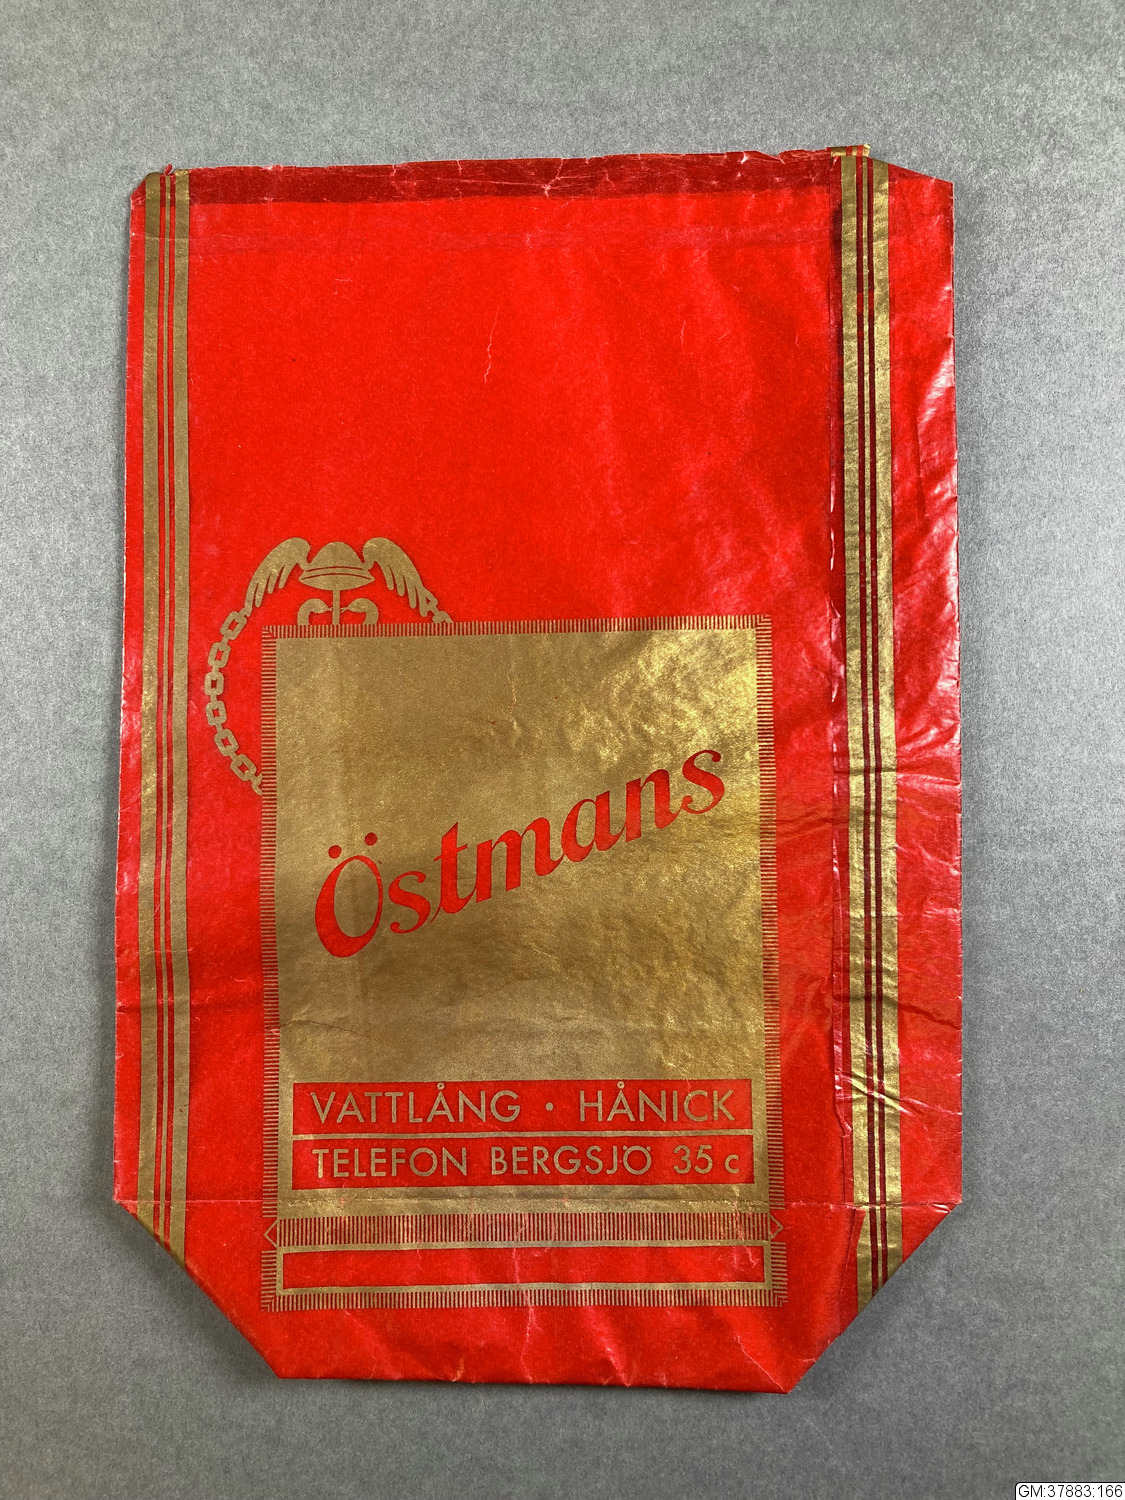 Östmans
VATTLÅNG • HÅNICK
TELEFON BERGSJÖ 35 c
GM:37883:166